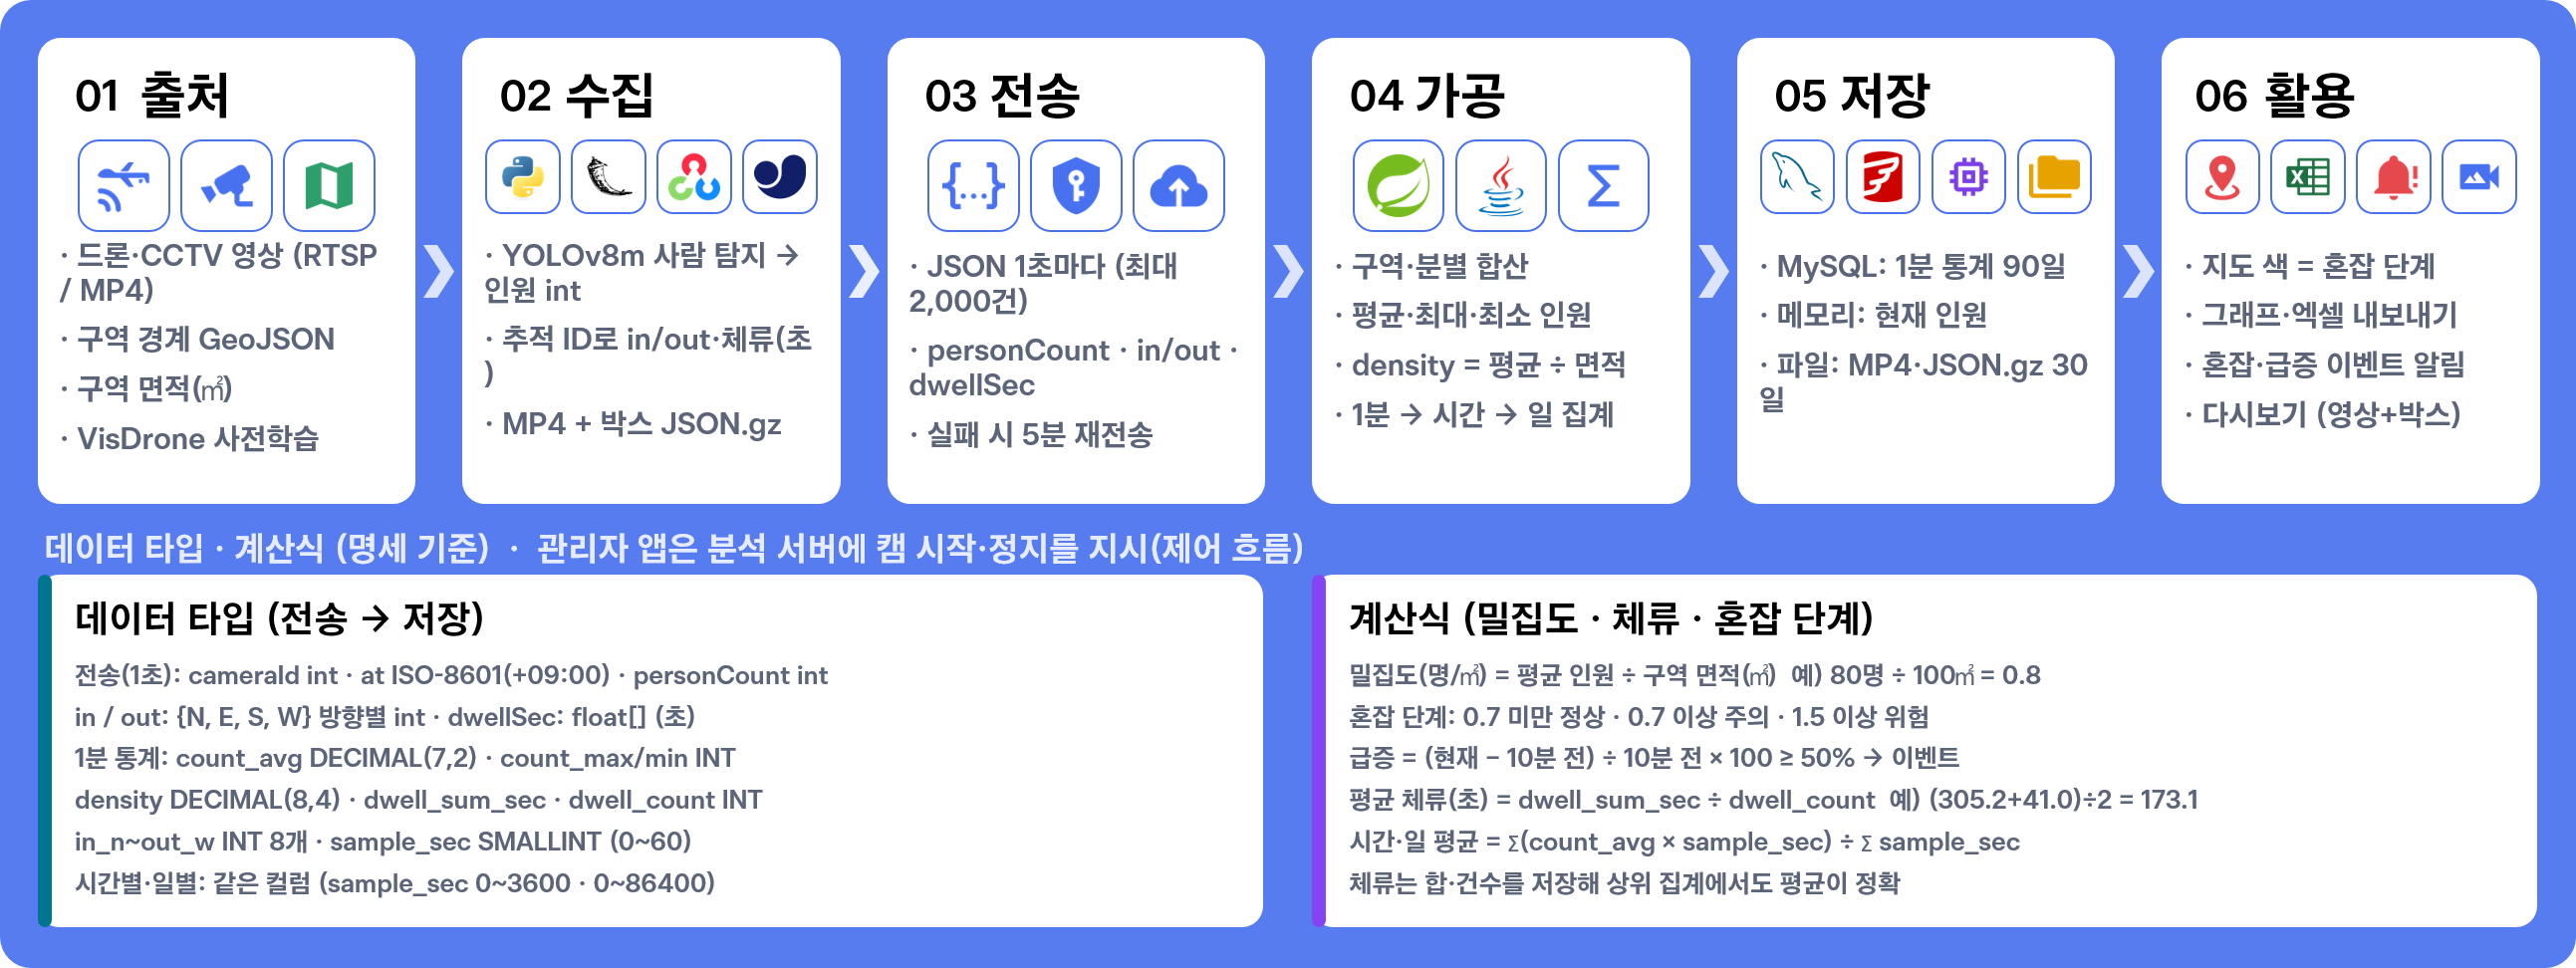 01 출처
· 드론·CCTV 영상 (RTSP
/ MP4)
· 구역 경계 GeoJSON
· 구역 면적(㎡)
· VisDrone 사전학습
02 수집
· YOLOv8m 사람 탐지 →
인원 int
· 추적 ID로 in/out·체류(초
)
· MP4 + 박스 JSON.gz
03 전송
{...}
· JSON 1초마다 (최대
2,000건)
· personCount · in/out ·
dwellSec
· 실패 시 5분 재전송
04 가공
Σ
· 구역·분별 합산
· 평균·최대·최소 인원
· density = 평균 ÷ 면적
· 1분 → 시간 → 일 집계
05 저장
· MySQL: 1분 통계 90일
· 메모리: 현재 인원
· 파일: MP4·JSON.gz 30
일
06 활용
· 지도 색 = 혼잡 단계
· 그래프·엑셀 내보내기
· 혼잡·급증 이벤트 알림
· 다시보기 (영상+박스)
데이터 타입 · 계산식 (명세 기준) · 관리자 앱은 분석 서버에 캠 시작·정지를 지시(제어 흐름)
데이터 타입 (전송 → 저장)
전송(1초): cameraId int · at ISO-8601(+09:00) · personCount int
in / out: {N, E, S, W} 방향별 int · dwellSec: float[] (초)
1분 통계: count_avg DECIMAL(7,2) · count_max/min INT
density DECIMAL(8,4) · dwell_sum_sec · dwell_count INT
in_n~out_w INT 8개 · sample_sec SMALLINT (0~60)
시간별·일별: 같은 컬럼 (sample_sec 0~3600 · 0~86400)
계산식 (밀집도 · 체류 · 혼잡 단계)
밀집도(명/㎡) = 평균 인원 ÷ 구역 면적(㎡) 예) 80명 ÷ 100㎡ = 0.8
혼잡 단계: 0.7 미만 정상 · 0.7 이상 주의 · 1.5 이상 위험
급증 = (현재 − 10분 전) ÷ 10분 전 × 100 ≥ 50% → 이벤트
평균 체류(초) = dwell_sum_sec ÷ dwell_count 예) (305.2+41.0)÷2 = 173.1
시간·일 평균 = Σ(count_avg × sample_sec) ÷ Σ sample_sec
체류는 합·건수를 저장해 상위 집계에서도 평균이 정확